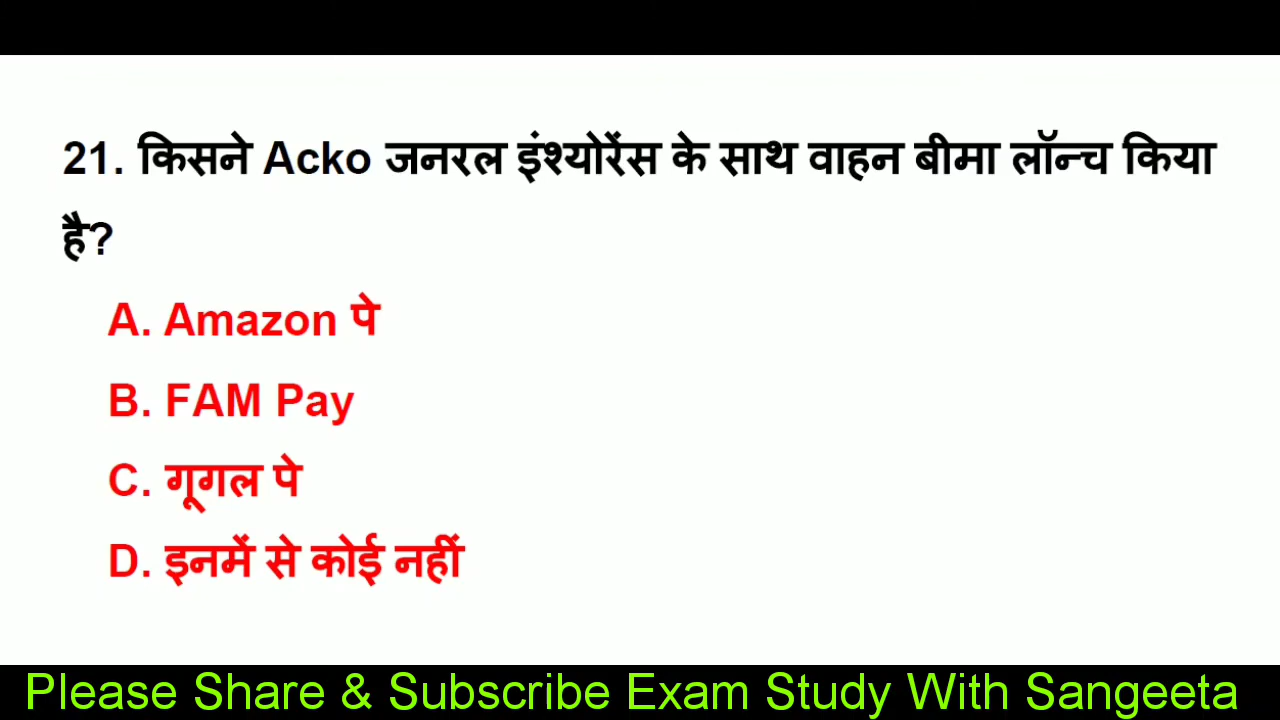 21. किसने Acko जनरल इंश्योरेंस के साथ वाहन बीमा लॉन्च किया
है?
A. Amazon पे
B. FAM Pay
C. गूगल पे
D. इनमें से कोई नहीं
Please Share & Subscribe Exam Study With Sangeeta